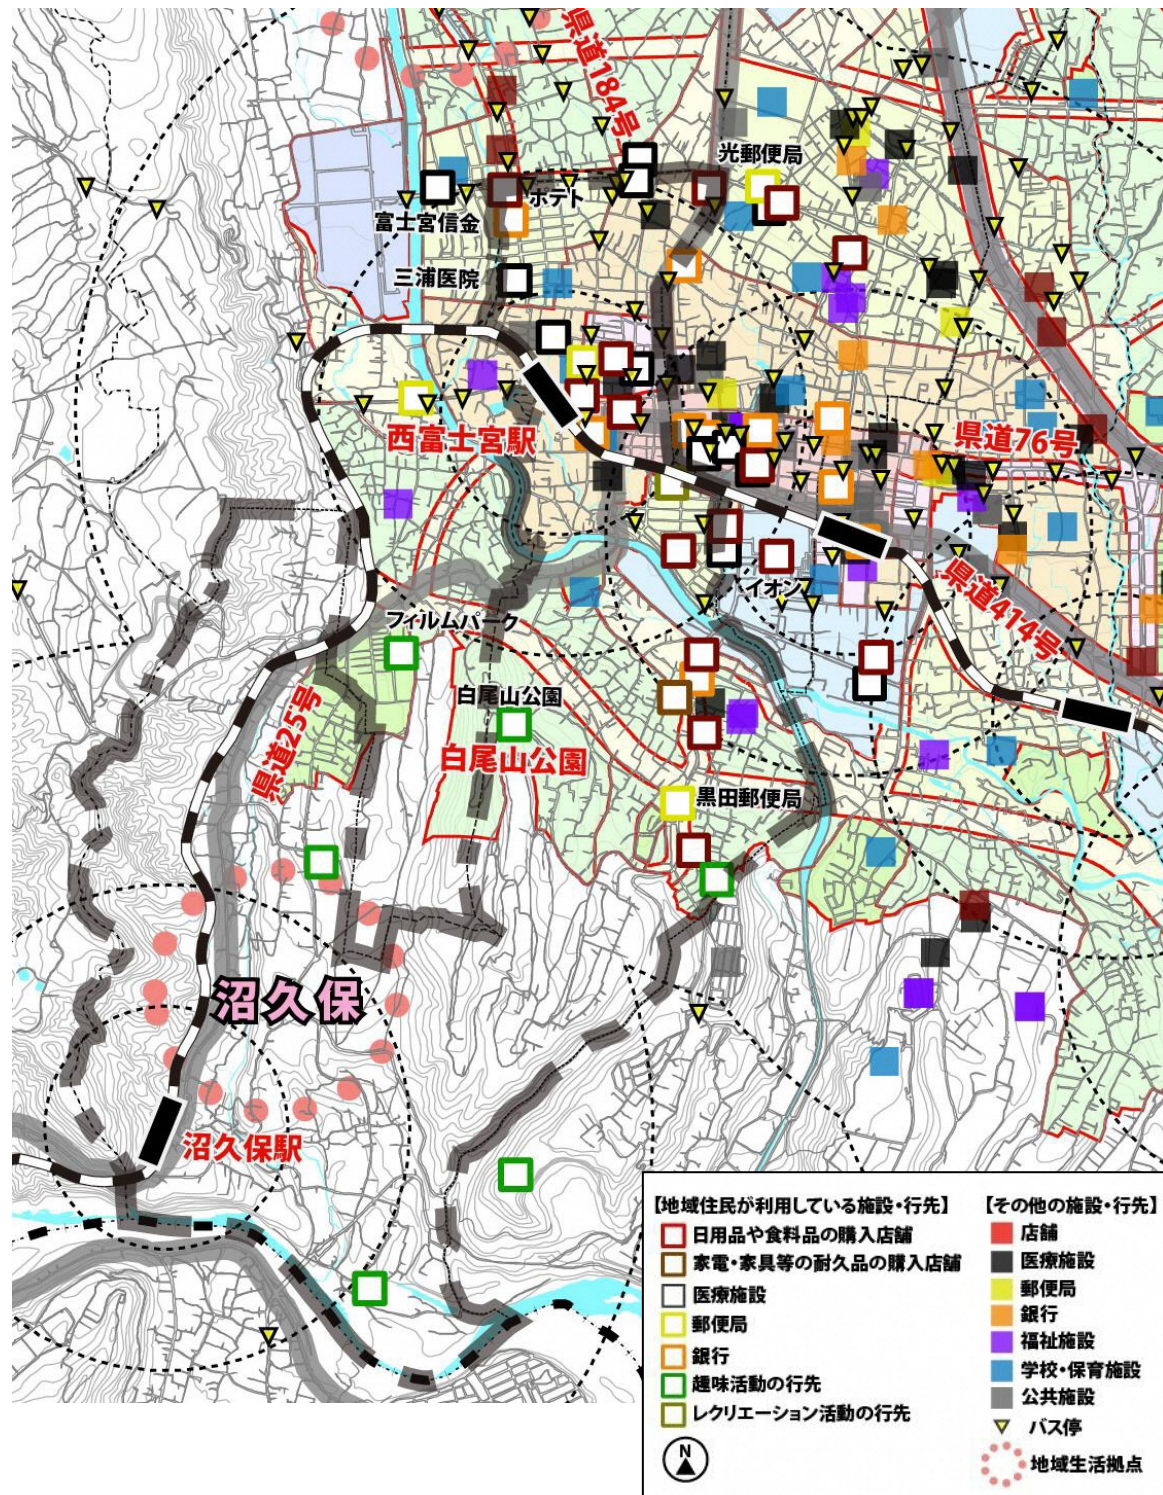 県道184号
光郵便局
ポテト
富士宮信金
三浦医院
西富士宮駅
県道76号
イオン
県道414号
フィルムパーク
白尾山公園
県道25号
白尾山公園
黒田郵便局
沼久保
沼久保駅
【地域住民が利用している施設・行先】
日用品や食料品の購入店舗
家電・家具等の耐久品の購入店舗
医療施設
郵便局
銀行
趣味活動の行先
レクリエーション活動の行先
N
【その他の施設・行先】
店舗
医療施設
郵便局
銀行
福祉施設
学校・保育施設
公共施設
バス停
地域生活拠点